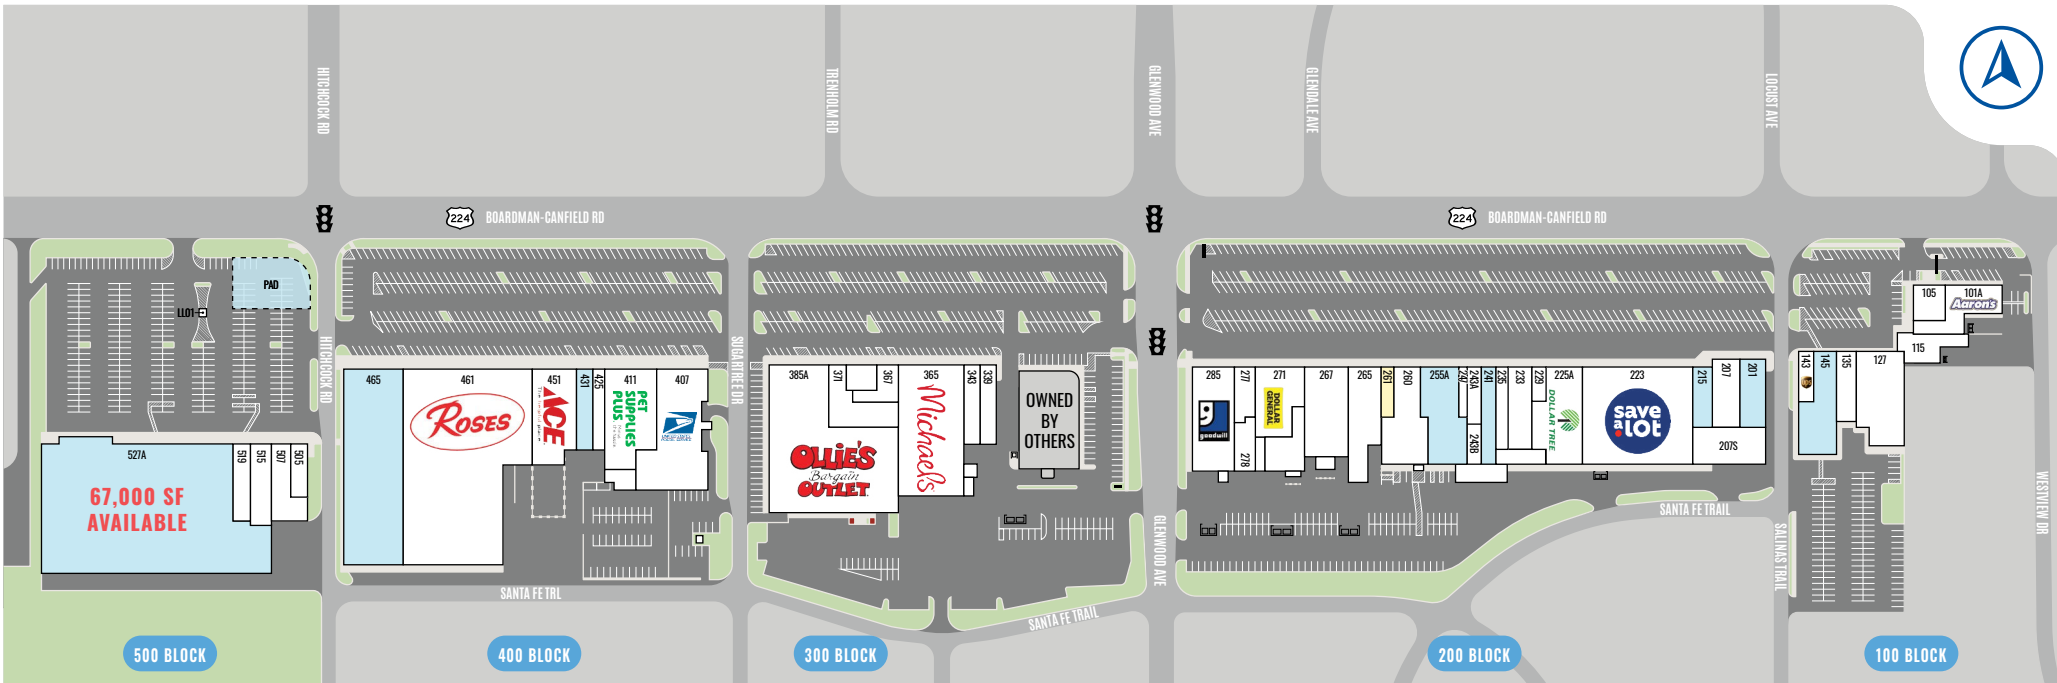 HITCHCOCK RD
TRENHOLM RD
GLENWOOD AVE
GLENDALE AVE
LOCUST AVE
224
BOARDMAN-CANFIELD RD
224
BOARDMAN-CANFIELD RD
PAD
LL01
HITCHCOCK RD
SUGARTREE DR
527A
67,000 SF
AVAILABLE
519
515
507
505
465
461
ROSES
451
ACE
431
425
411
PET
SUPPLIES
PLUS
407
UNITED STATES
POSTAL SERVICE
385A
OLLIE'S
Bargain
OUTLET
371
367
365
Michaels
343
339
OWNED
BY
OTHERS
285
goodwill
277
278
271
DOLLAR
GENERAL
267
265
261
260
255A
247
243A
243B
241
235
233
229
225A
DOLLAR TREE
223
save
a lot
215
207
201
207S
143
145
135
127
115
105
101A
Aaron's
SANTA FE TRL
SANTA FE TRAIL
GLENWOOD AVE
SANTA FE TRAIL
SALINAS TRAIL
WESTVIEW DR
500 BLOCK
400 BLOCK
300 BLOCK
200 BLOCK
100 BLOCK